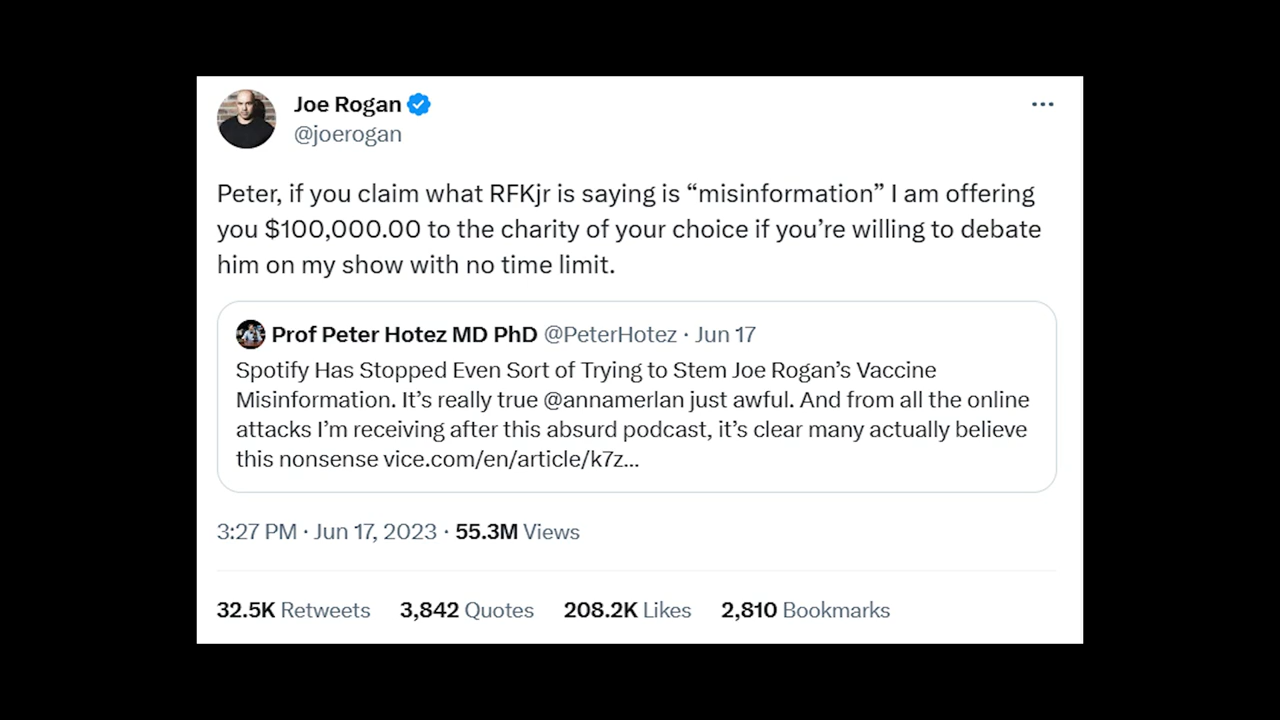 Joe Rogan
@joerogan
Peter, if you claim what RFKjr is saying is “misinformation” I am offering
you $100,000.00 to the charity of your choice if you’re willing to debate
him on my show with no time limit.
Prof Peter Hotez MD PhD @PeterHotez · Jun 17
Spotify Has Stopped Even Sort of Trying to Stem Joe Rogan’s Vaccine
Misinformation. It’s really true @annamerlan just awful. And from all the online
attacks I’m receiving after this absurd podcast, it’s clear many actually believe
this nonsense vice.com/en/article/k7z...
3:27 PM · Jun 17, 2023 · 55.3M Views
32.5K Retweets 3,842 Quotes 208.2K Likes 2,810 Bookmarks